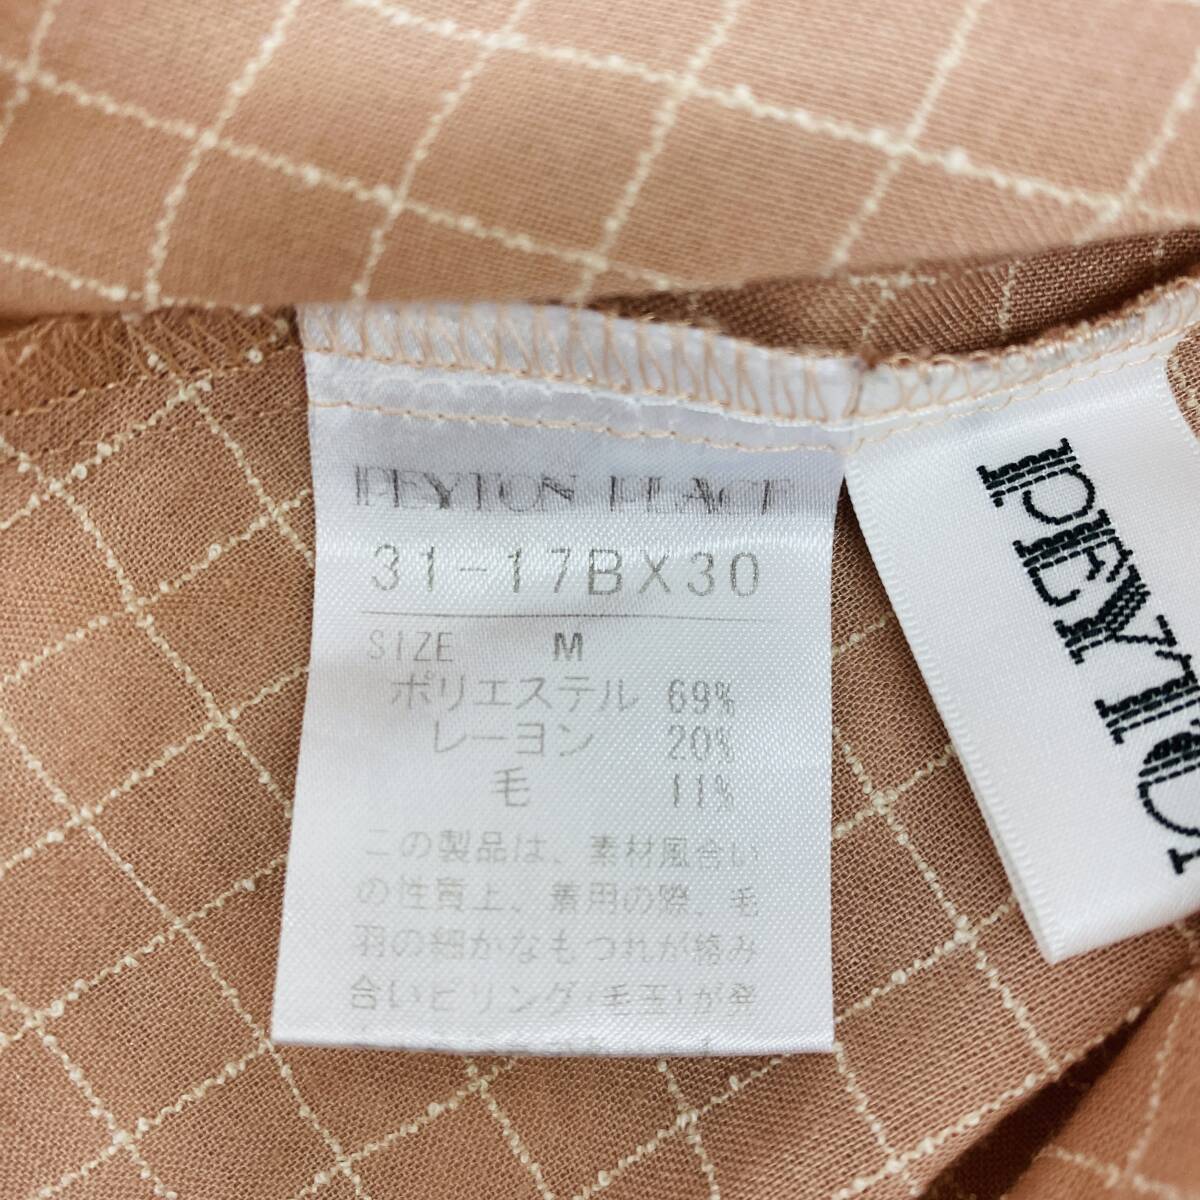 PEYTON PLACE
31-17BX30
SIZE M
ポリエステル 69%
レーヨン 20%
毛 11%
この製品は、素材風合い
の性質上、着用の際、毛
羽の細かなもつれが絡み
合いピリング(毛玉)が発
PEYTO